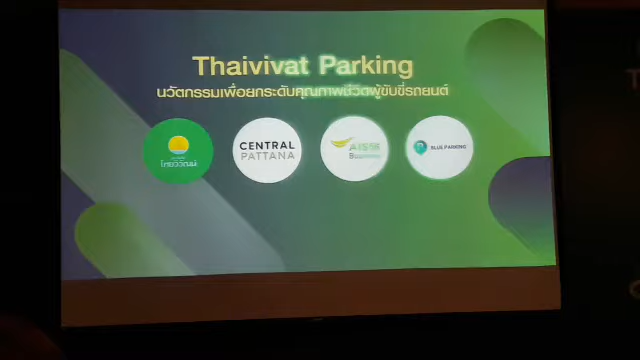 Thaivivat Parking
นวัตกรรมเพื่อยกระดับคุณภาพชีวิตผู้ขับขี่รถยนต์
ไทยวิวัฒน์
CENTRAL
PATTANA
AIS
Business
BLUE PARKING